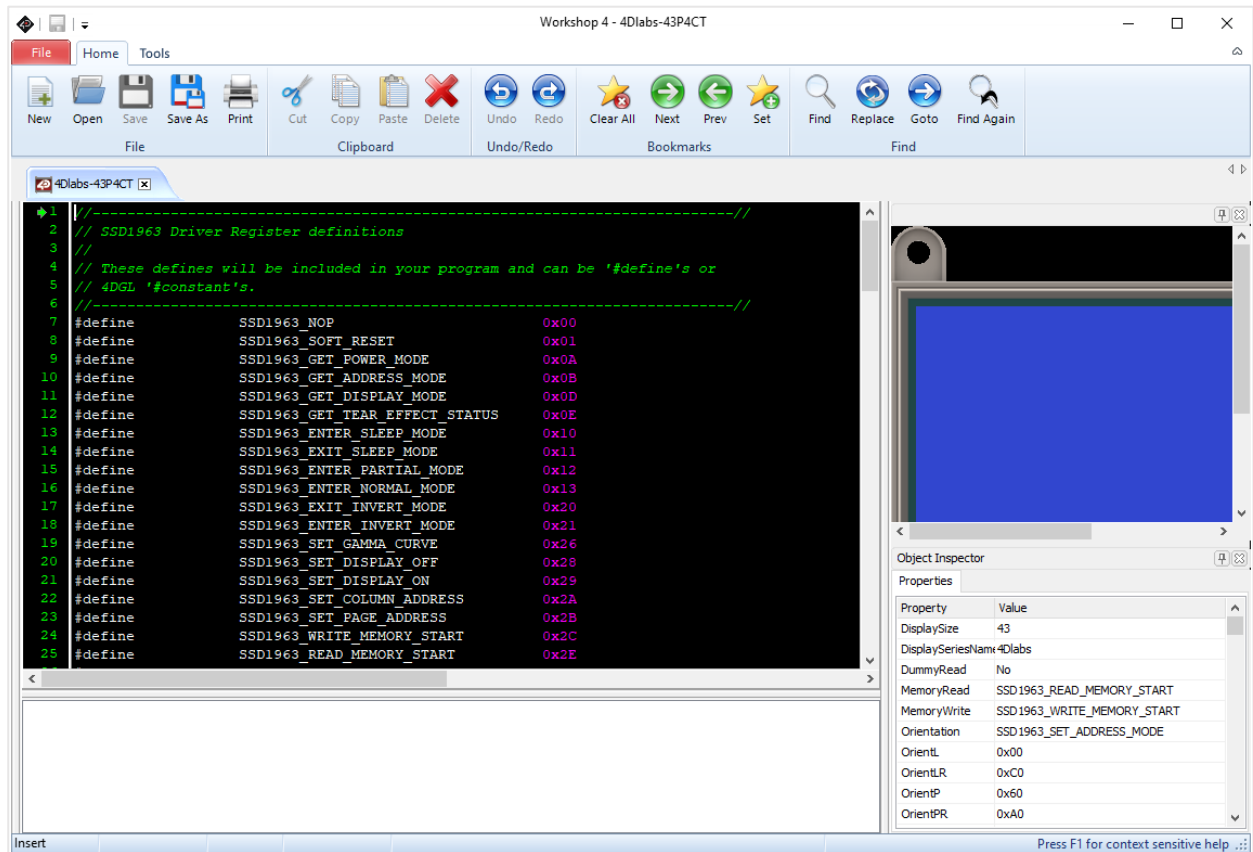 Workshop 4 - 4Dlabs-43P4CT
File Home Tools
New Open Save Save As Print Cut Copy Paste Delete Undo Redo Clear All Next Prev Set Find Replace Goto Find Again
File Clipboard Undo/Redo Bookmarks Find
4Dlabs-43P4CT
1 //---------------------------------------------------------------------------//
2 // SSD1963 Driver Register definitions
3 //
4 // These defines will be included in your program and can be '#define's or
5 // 4DGL '#constant's.
6 //---------------------------------------------------------------------------//
7 #define SSD1963_NOP 0x00
8 #define SSD1963_SOFT_RESET 0x01
9 #define SSD1963_GET_POWER_MODE 0x0A
10 #define SSD1963_GET_ADDRESS_MODE 0x0B
11 #define SSD1963_GET_DISPLAY_MODE 0x0D
12 #define SSD1963_GET_TEAR_EFFECT_STATUS 0x0E
13 #define SSD1963_ENTER_SLEEP_MODE 0x10
14 #define SSD1963_EXIT_SLEEP_MODE 0x11
15 #define SSD1963_ENTER_PARTIAL_MODE 0x12
16 #define SSD1963_ENTER_NORMAL_MODE 0x13
17 #define SSD1963_EXIT_INVERT_MODE 0x20
18 #define SSD1963_ENTER_INVERT_MODE 0x21
19 #define SSD1963_SET_GAMMA_CURVE 0x26
20 #define SSD1963_SET_DISPLAY_OFF 0x28
21 #define SSD1963_SET_DISPLAY_ON 0x29
22 #define SSD1963_SET_COLUMN_ADDRESS 0x2A
23 #define SSD1963_SET_PAGE_ADDRESS 0x2B
24 #define SSD1963_WRITE_MEMORY_START 0x2C
25 #define SSD1963_READ_MEMORY_START 0x2E
Object Inspector
Properties
Property Value
DisplaySize 43
DisplaySeriesName 4Dlabs
DummyRead No
MemoryRead SSD1963_READ_MEMORY_START
MemoryWrite SSD1963_WRITE_MEMORY_START
Orientation SSD1963_SET_ADDRESS_MODE
OrientL 0x00
OrientLR 0xC0
OrientP 0x60
OrientPR 0xA0
Insert Press F1 for context sensitive help